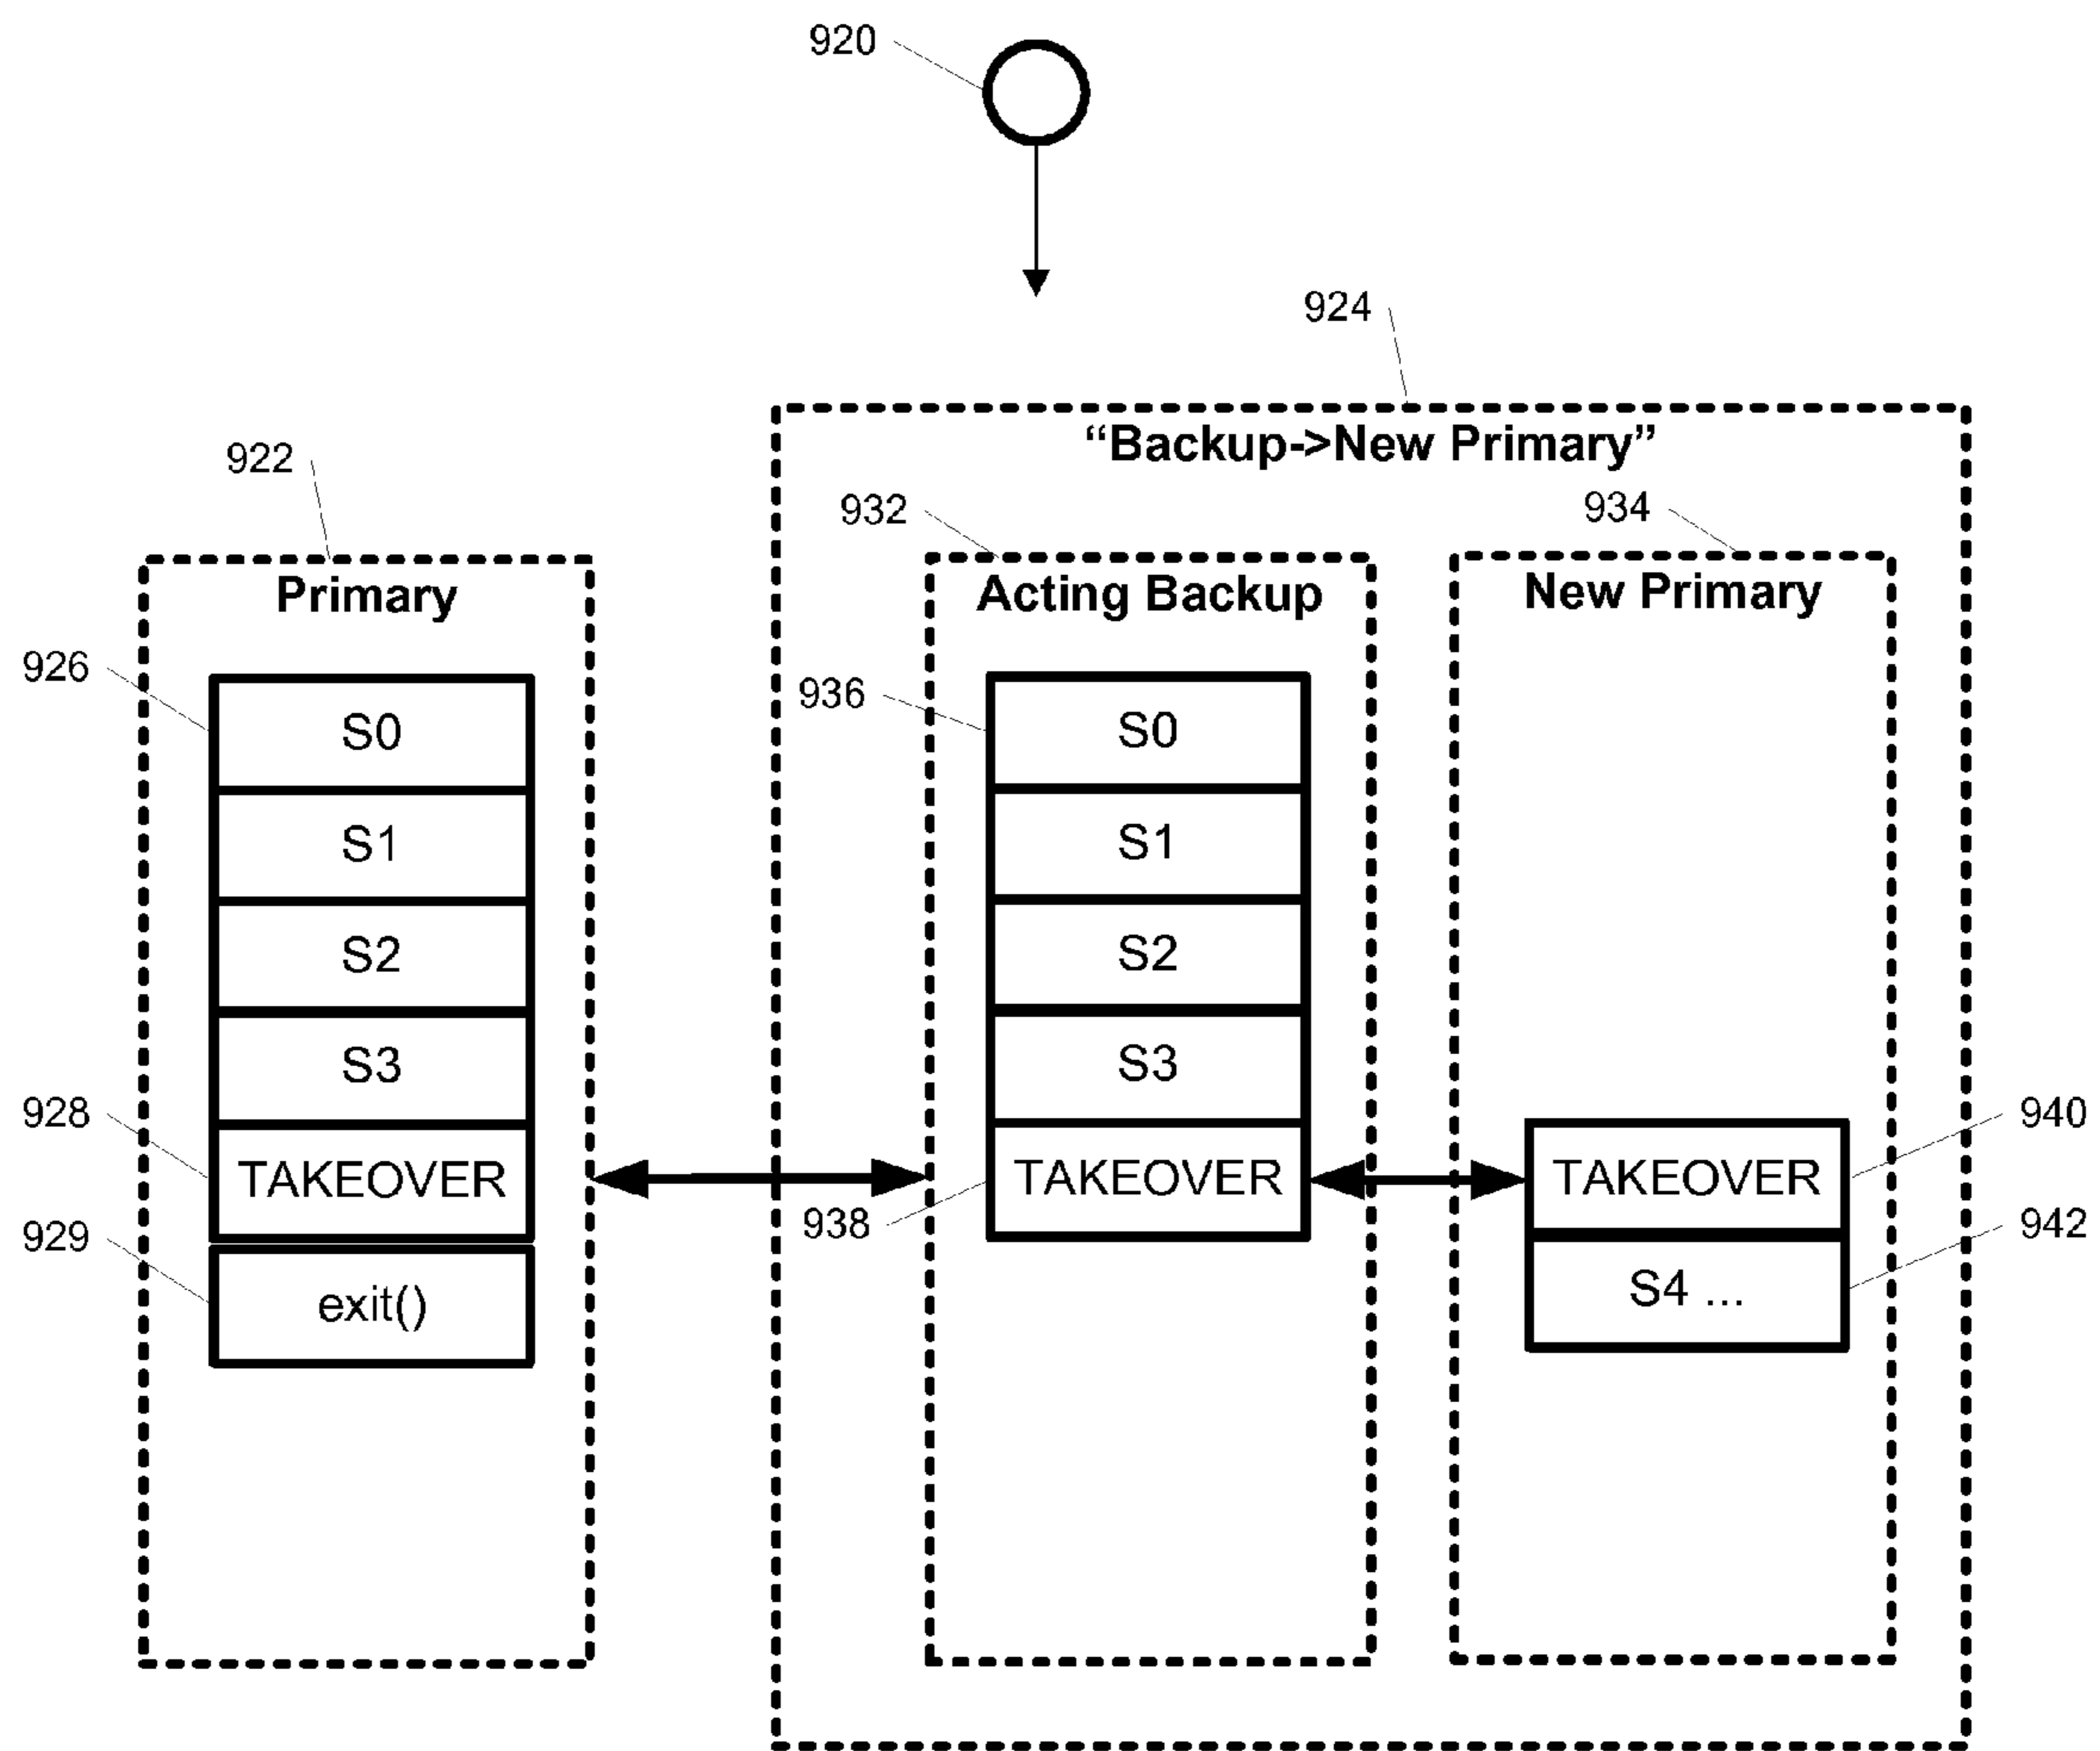 920
924
“Backup->New Primary”
922
932
934
Primary
Acting Backup
New Primary
926
936
S0
S0
S1
S1
S2
S2
S3
S3
928
940
TAKEOVER
TAKEOVER
TAKEOVER
929
938
942
exit()
S4 ...